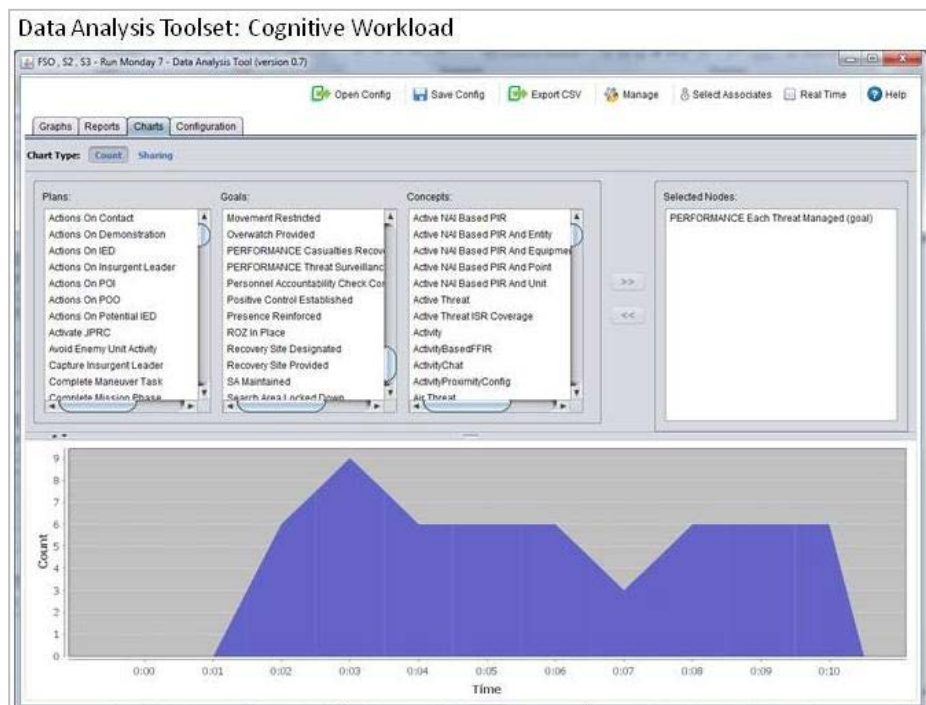 Data Analysis Toolset: Cognitive Workload
FSO , S2 , S3 - Run Monday 7 - Data Analysis Tool (version 0.7)
Open Config Save Config Export CSV Manage Select Associates Real Time Help
Graphs Reports Charts Configuration
Chart Type: Count Sharing
Plans:
Actions On Contact
Actions On Demonstration
Actions On IED
Actions On Insurgent Leader
Actions On POI
Actions On POO
Actions On Potential IED
Activate JPRC
Avoid Enemy Unit Activity
Capture Insurgent Leader
Complete Maneuver Task
Complete Mission Phase
Goals:
Movement Restricted
Overwatch Provided
PERFORMANCE Casualties Recov
PERFORMANCE Threat Surveillanc
Personnel Accountability Check Co
Positive Control Established
Presence Reinforced
ROZ In Place
Recovery Site Designated
Recovery Site Provided
SA Maintained
Search Area Locked Down
Concepts:
Active NAI Based PIR
Active NAI Based PIR And Entity
Active NAI Based PIR And Equipme
Active NAI Based PIR And Point
Active NAI Based PIR And Unit
Active Threat
Active Threat ISR Coverage
Activity
ActivityBasedFFIR
ActivityChat
ActivityProximityConfig
Air Threat
>>
<<
Selected Nodes:
PERFORMANCE Each Threat Managed (goal)
Count
9
8
7
6
5
4
3
2
1
0
0:00 0:01 0:02 0:03 0:04 0:05 0:06 0:07 0:08 0:09 0:10
Time